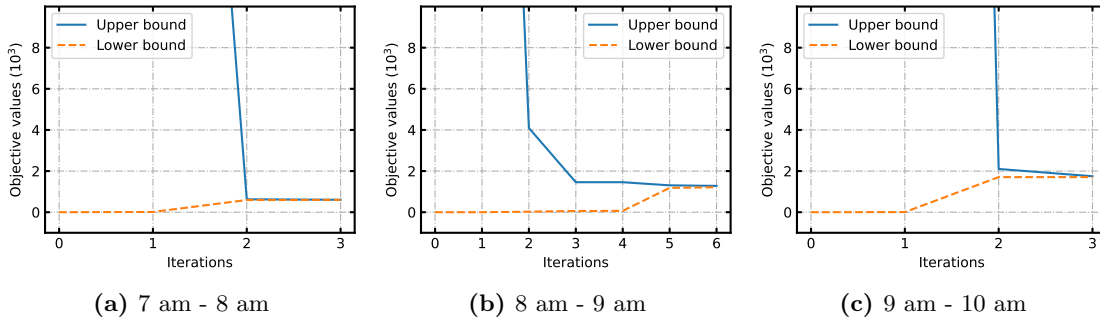 Upper bound
Lower bound
Objective values (10³)
8
6
4
2
0
0 1 2 3
Iterations
(a) 7 am - 8 am
Upper bound
Lower bound
Objective values (10³)
8
6
4
2
0
0 1 2 3 4 5 6
Iterations
(b) 8 am - 9 am
Upper bound
Lower bound
Objective values (10³)
8
6
4
2
0
0 1 2 3
Iterations
(c) 9 am - 10 am